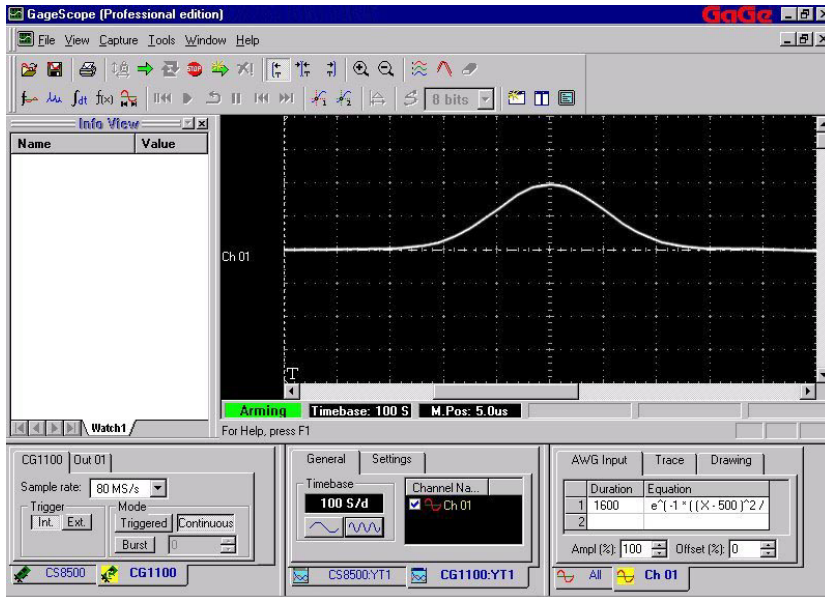 GageScope (Professional edition) GaGe
File View Capture Tools Window Help
∫dt f(x) 1 2 8 bits
Info View
Name Value
Ch 01
T
Arming Timebase: 100 S M.Pos: 5.0us
Watch1
For Help, press F1
CG1100 Out 01
Sample rate: 80 MS/s
Trigger
Int. Ext.
Mode
Triggered Continuous
Burst 0
CS8500 CG1100
General Settings
Timebase
100 S/d
Channel Na...
Ch 01
CS8500:YT1 CG1100:YT1
AWG Input Trace Drawing
Duration Equation
1 1600 e^( -1 * ( ( X - 500 )^2 /
2
Ampl (%): 100 Offset (%): 0
All Ch 01